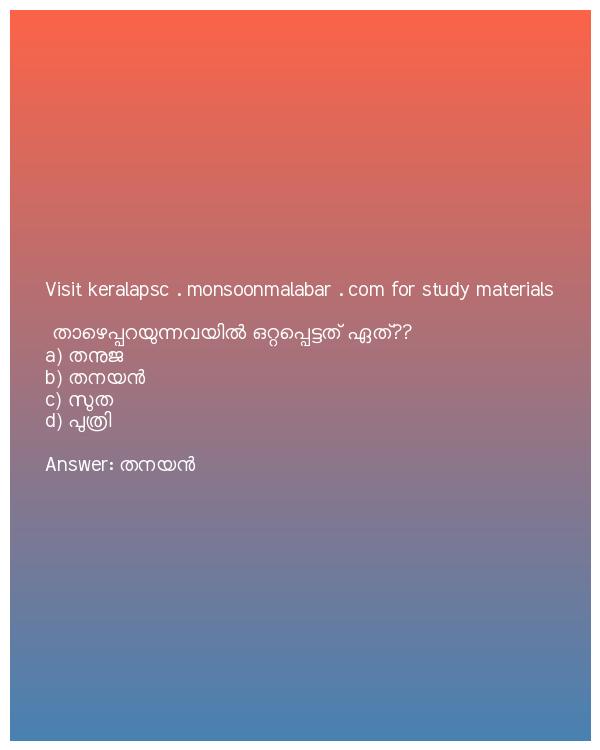 Visit keralapsc . monsoonmalabar . com for study materials
താഴെപ്പറയുന്നവയിൽ ഒറ്റപ്പെട്ടത് ഏത്??
a) തനുജ
b) തനയൻ
c) സുത
d) പുത്രി
Answer: തനയൻ